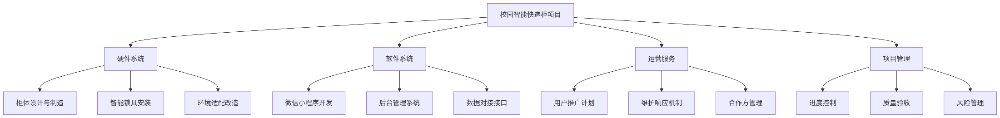 校园智能快递柜项目
硬件系统
软件系统
运营服务
项目管理
柜体设计与制造
智能锁具安装
环境适配改造
微信小程序开发
后台管理系统
数据对接接口
用户推广计划
维护响应机制
合作方管理
进度控制
质量验收
风险管理